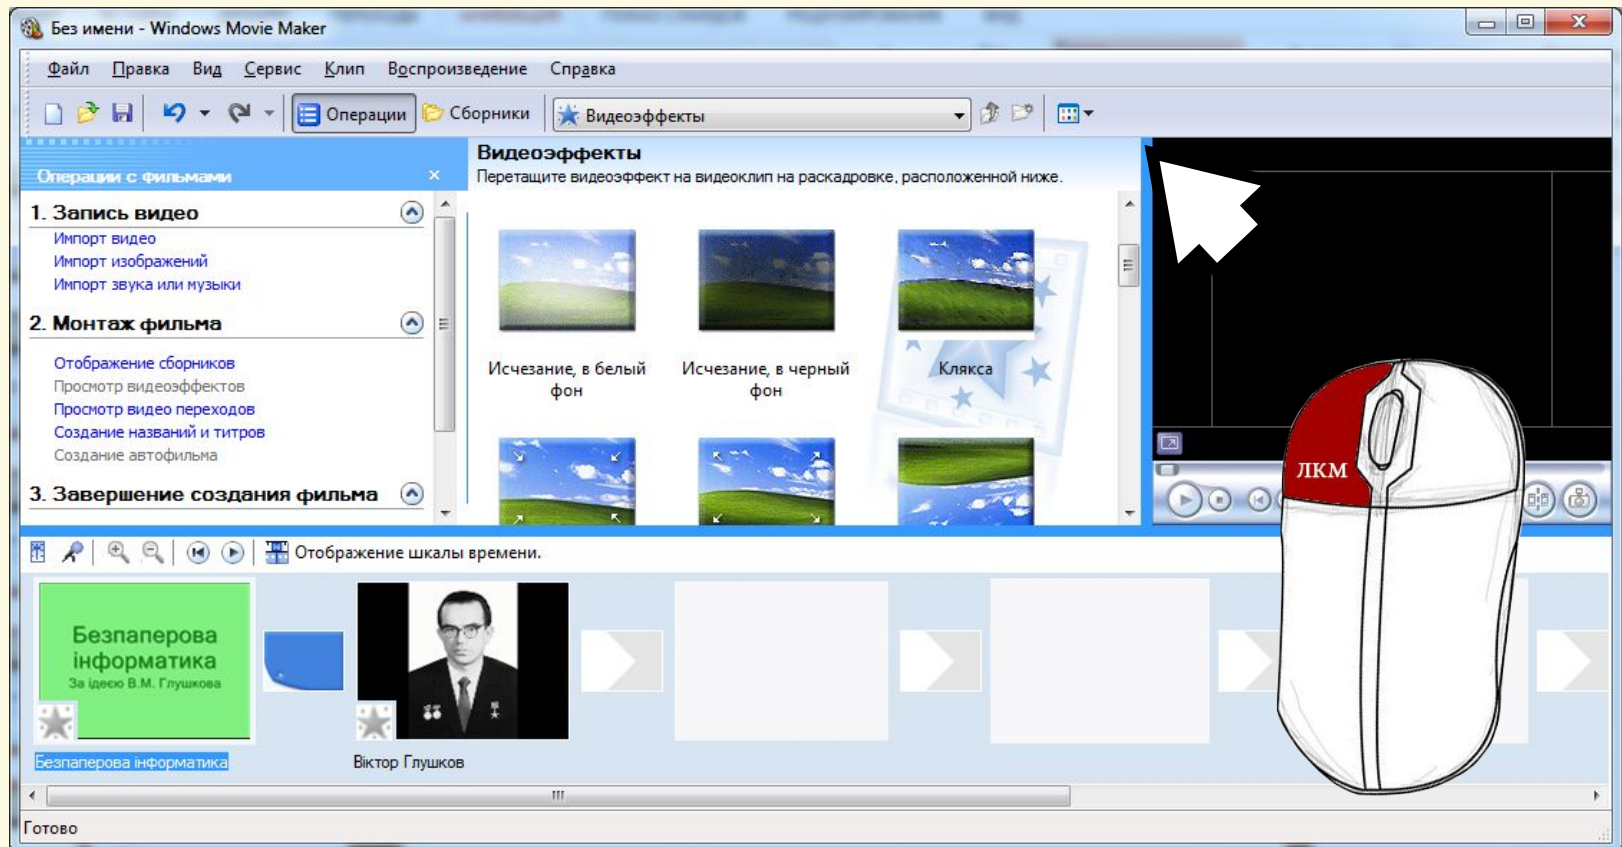 Без имени - Windows Movie Maker
Файл Правка Вид Сервис Клип Воспроизведение Справка
Операции Сборники Видеоэффекты
Операции с фильмами
Видеоэффекты
Перетащите видеоэффект на видеоклип на раскадровке, расположенной ниже.
1. Запись видео
Импорт видео
Импорт изображений
Импорт звука или музыки
2. Монтаж фильма
Отображение сборников
Просмотр видеоэффектов
Просмотр видео переходов
Создание названий и титров
Создание автофильма
3. Завершение создания фильма
Исчезание, в белый
фон
Исчезание, в черный
фон
Клякса
ЛКМ
Отображение шкалы времени.
Безпаперова
інформатика
За ідеєю В.М. Глушкова
Безпаперова інформатика
Віктор Глушков
Готово